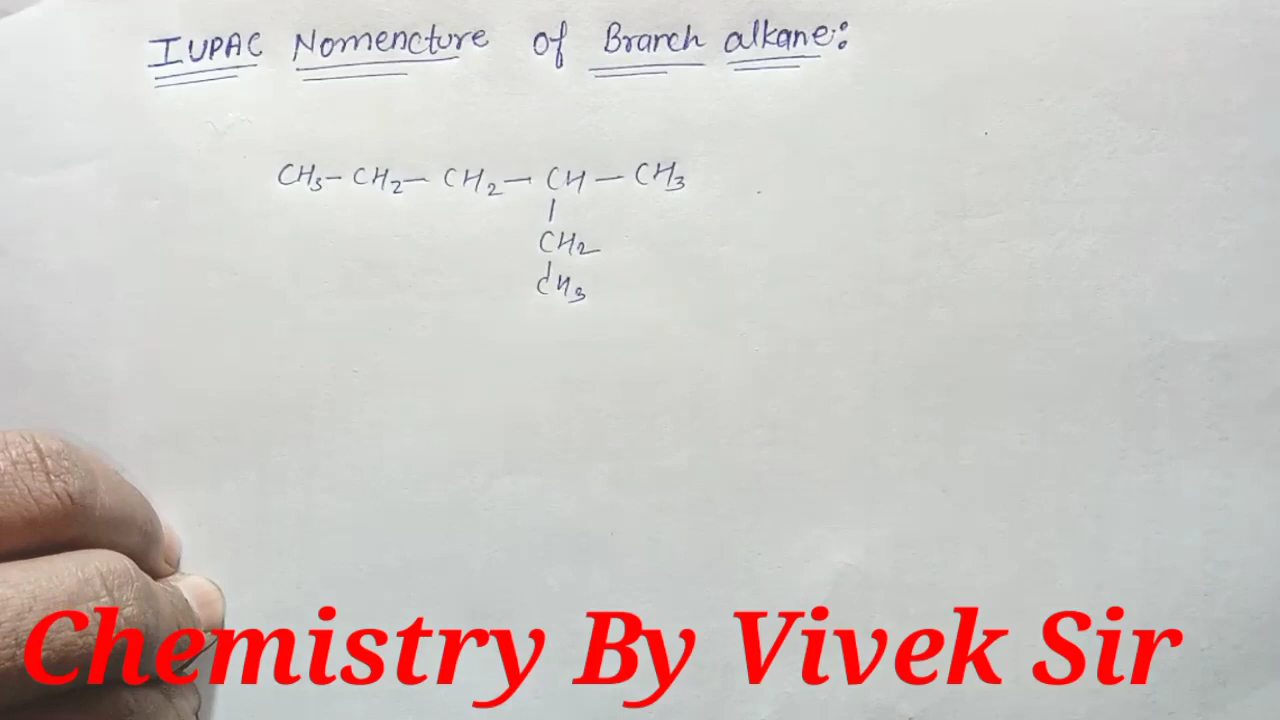 IUPAC Nomencture of Branch alkane:
CH3- CH2- CH2- CH - CH3
|
CH2
|
CH3
Chemistry By Vivek Sir